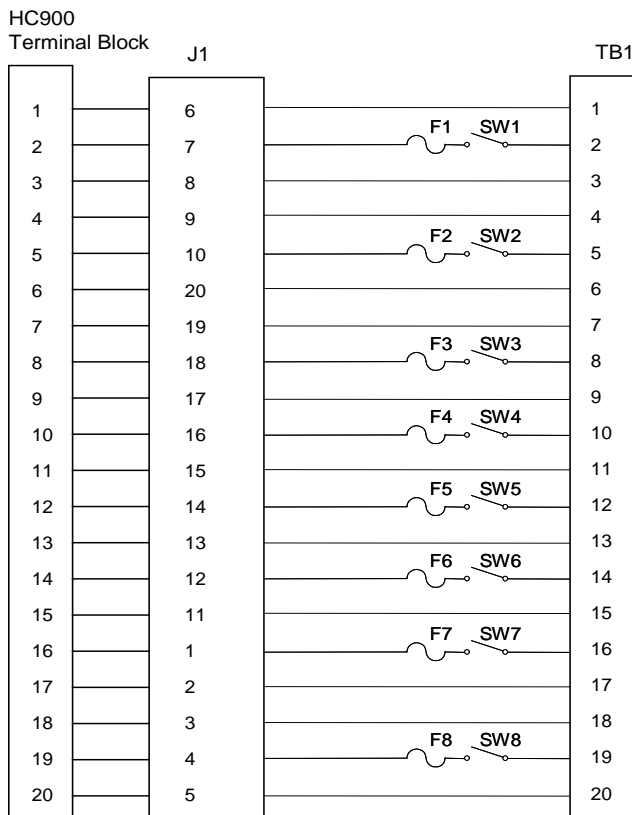 HC900
Terminal Block
J1
TB1
1 6 1
2 7 F1 SW1 2
3 8 3
4 9 4
5 10 F2 SW2 5
6 20 6
7 19 7
8 18 F3 SW3 8
9 17 9
10 16 F4 SW4 10
11 15 11
12 14 F5 SW5 12
13 13 13
14 12 F6 SW6 14
15 11 15
16 1 F7 SW7 16
17 2 17
18 3 18
19 4 F8 SW8 19
20 5 20